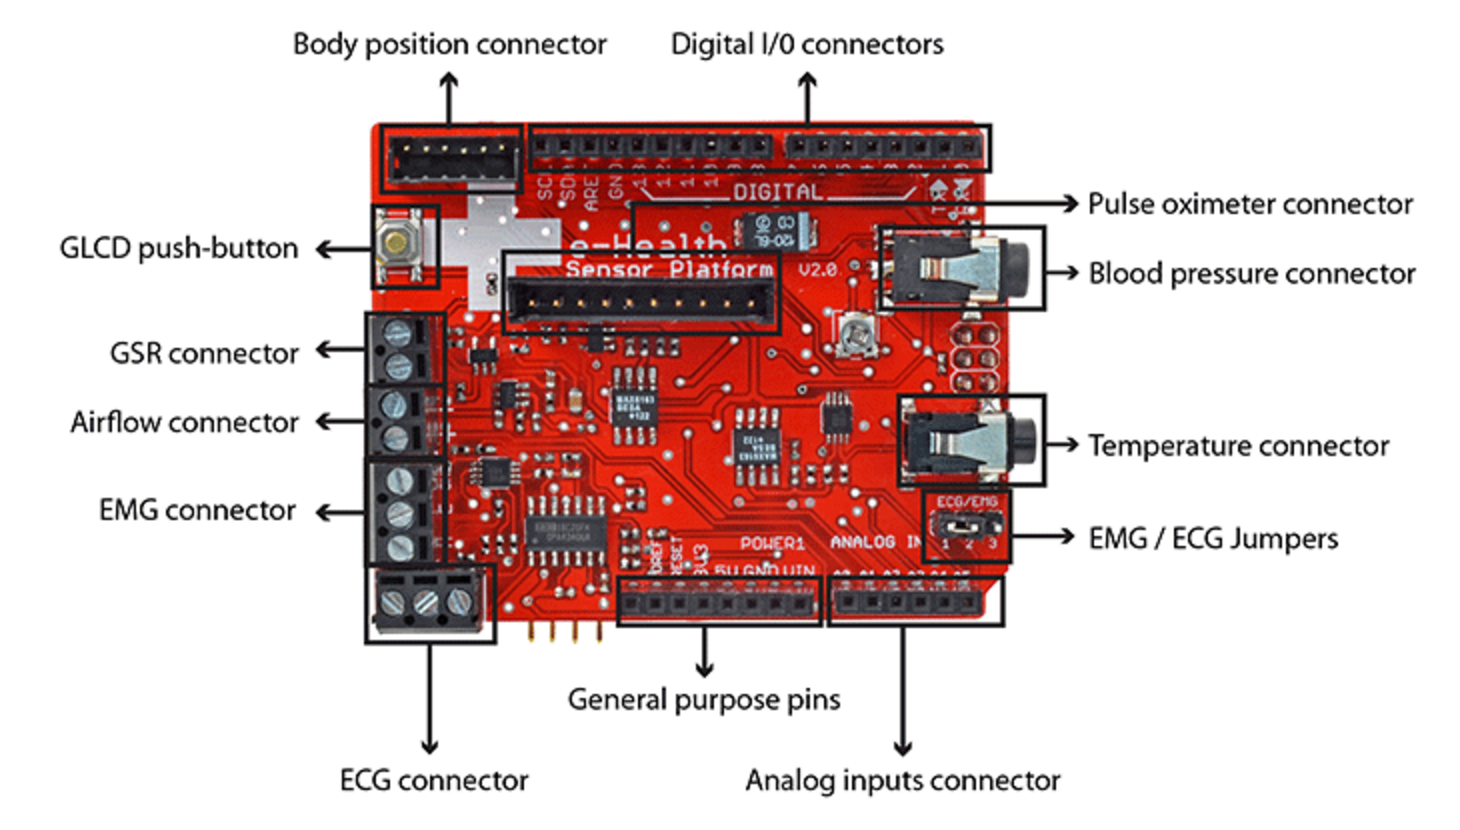 Body position connector
Digital I/0 connectors
DIGITAL
Pulse oximeter connector
GLCD push-button
e-Health
Sensor Platform
V2.0
Blood pressure connector
GSR connector
Airflow connector
Temperature connector
EMG connector
ECG/EMG
1 2 3
EMG / ECG Jumpers
POWER1
ANALOG IN
5V GND VIN
General purpose pins
ECG connector
Analog inputs connector